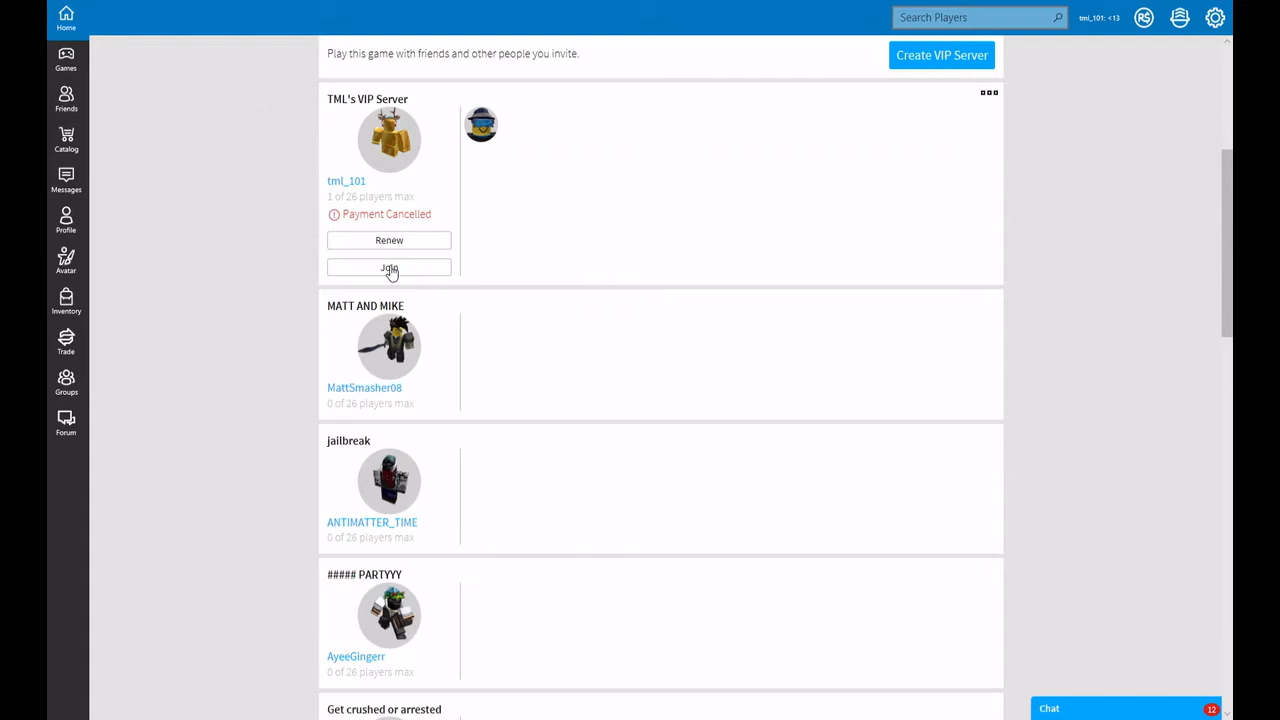 Home
Search Players
tml_101: <13
R$
Games
Friends
Catalog
Messages
Profile
Avatar
Inventory
Trade
Groups
Forum
Play this game with friends and other people you invite.
Create VIP Server
TML's VIP Server
tml_101
1 of 26 players max
Payment Cancelled
Renew
Join
MATT AND MIKE
MattSmasher08
0 of 26 players max
jailbreak
ANTIMATTER_TIME
0 of 26 players max
##### PARTYYY
AyeeGingerr
0 of 26 players max
Get crushed or arrested
Chat
12